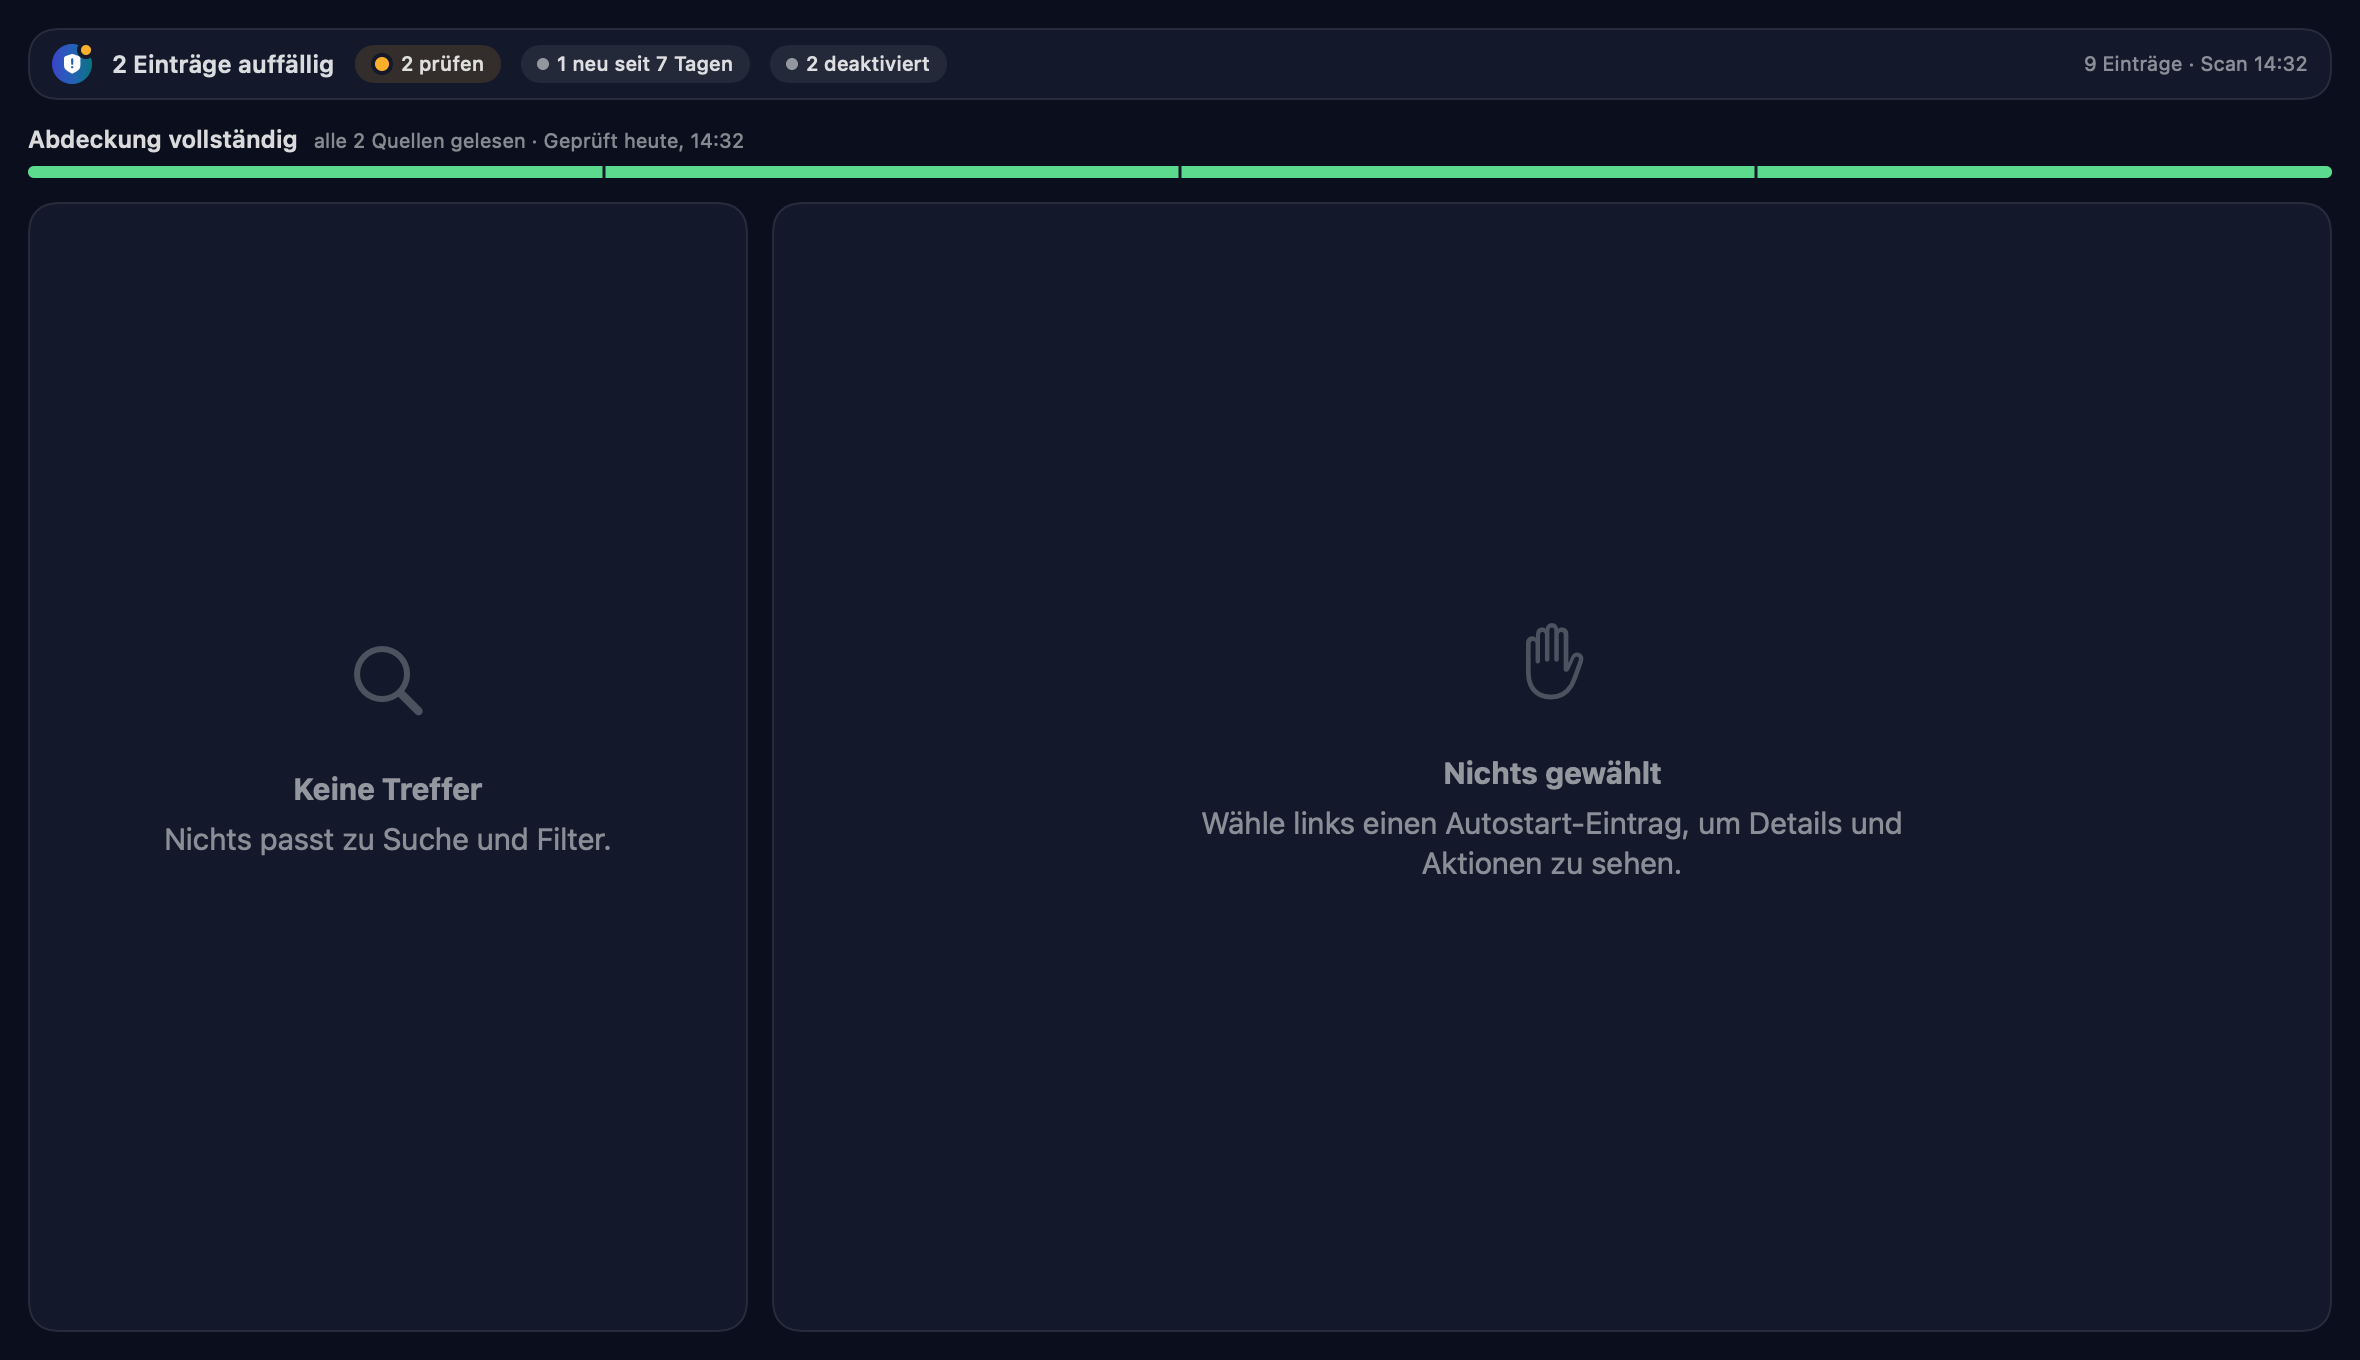 2 Einträge auffällig 2 prüfen 1 neu seit 7 Tagen 2 deaktiviert 9 Einträge · Scan 14:32
Abdeckung vollständig alle 2 Quellen gelesen · Geprüft heute, 14:32
Keine Treffer
Nichts passt zu Suche und Filter.
Nichts gewählt
Wähle links einen Autostart-Eintrag, um Details und
Aktionen zu sehen.